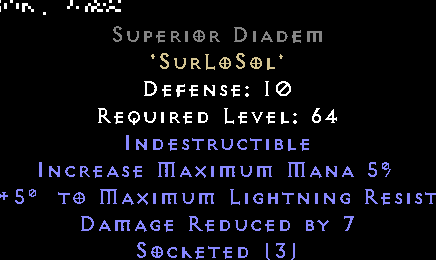 Superior Diadem
'SurLoSol'
Defense: 10
Required Level: 64
Indestructible
Increase Maximum Mana 5%
+5% to Maximum Lightning Resist
Damage Reduced by 7
Socketed (3)